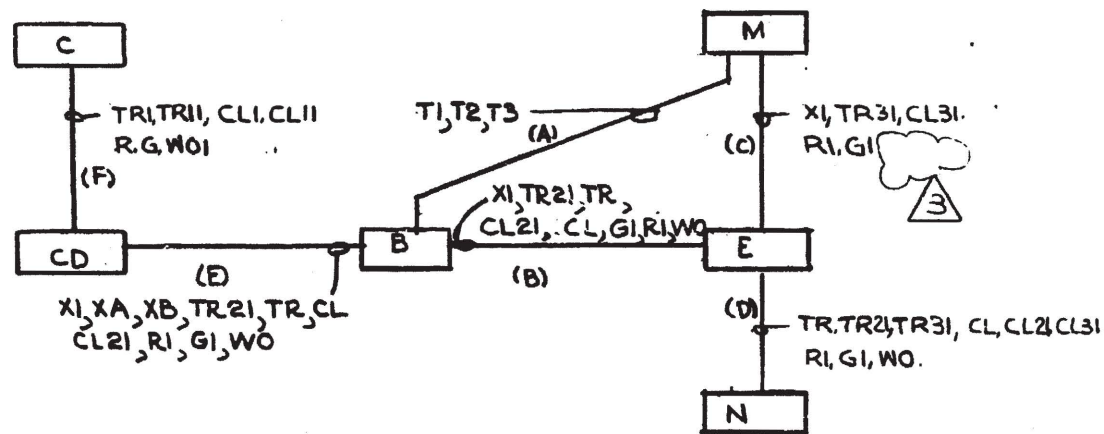 C
M
TR1,TR11, CL1,CL11
R.G,W01
T1,T2,T3
(A)
X1,TR31,CL31.
R1,G1
(C)
3
(F)
X1,TR21,TR,
CL21, CL,G1,R1,W0
CD
B
E
(E)
(B)
X1,XA,XB,TR21,TR,CL
CL21,R1,G1,W0
(D)
TR,TR21,TR31, CL,CL21,CL31
R1,G1,W0.
N